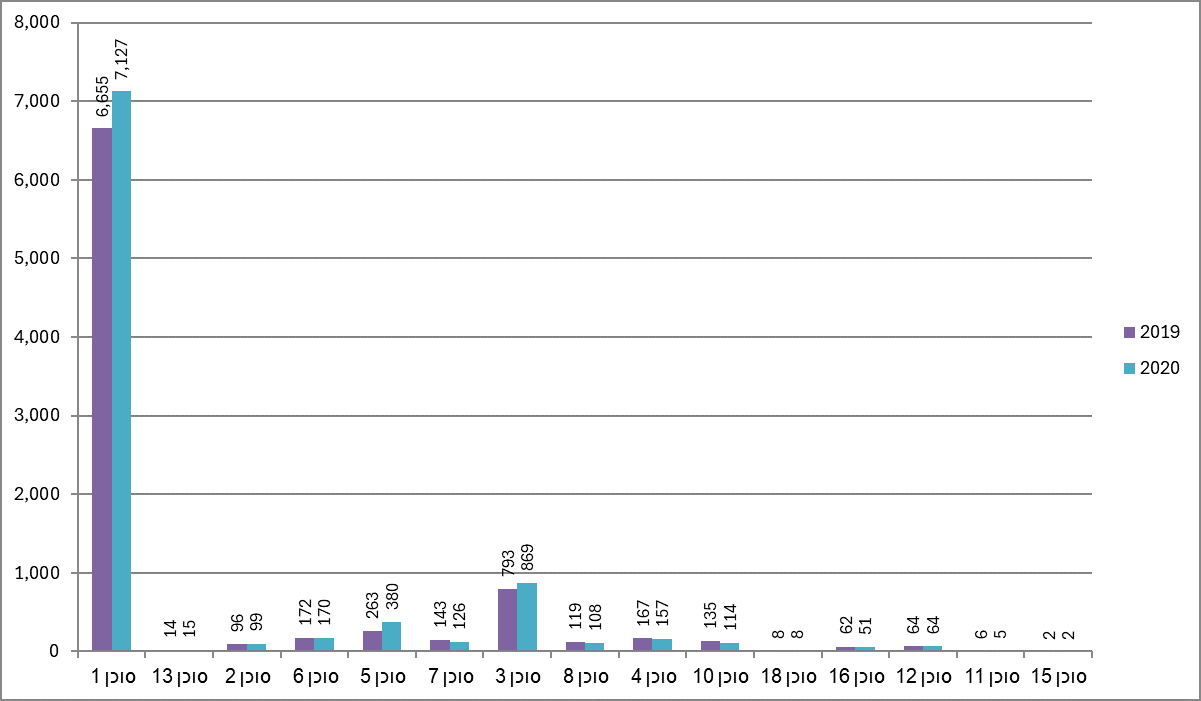 8,000
7,000
6,000
5,000
4,000
3,000
2,000
1,000
0
6,655 7,127
14 15
96 99
172 170
263 380
143 126
793 869
119 108
167 157
135 114
8 8
62 51
64 64
6 5
2 2
סוכן 1
סוכן 13
סוכן 2
סוכן 6
סוכן 5
סוכן 7
סוכן 3
סוכן 8
סוכן 4
סוכן 10
סוכן 18
סוכן 16
סוכן 12
סוכן 11
סוכן 15
2019
2020